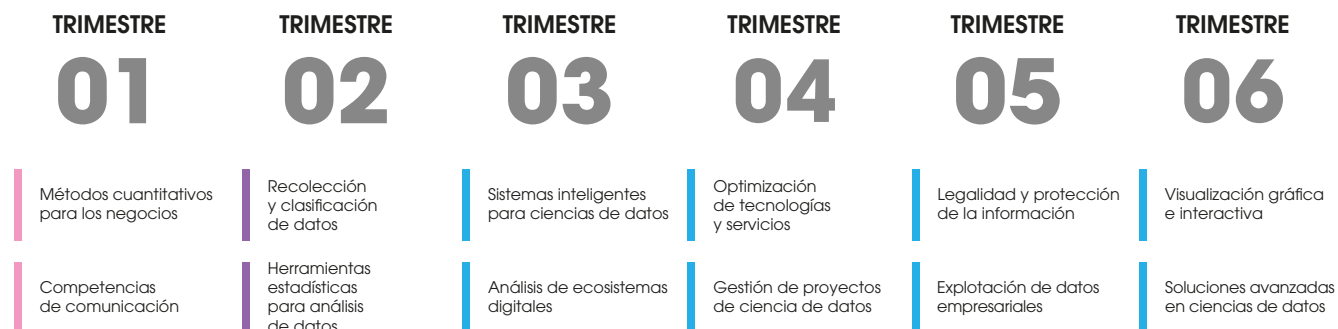 TRIMESTRE
01
TRIMESTRE
02
TRIMESTRE
03
TRIMESTRE
04
TRIMESTRE
05
TRIMESTRE
06
Métodos cuantitativos
para los negocios
Recolección
y clasificación
de datos
Sistemas inteligentes
para ciencias de datos
Optimización
de tecnologías
y servicios
Legalidad y protección
de la información
Visualización gráfica
e interactiva
Competencias
de comunicación
Herramientas
estadísticas
para análisis
de datos
Análisis de ecosistemas
digitales
Gestión de proyectos
de ciencia de datos
Explotación de datos
empresariales
Soluciones avanzadas
en ciencias de datos